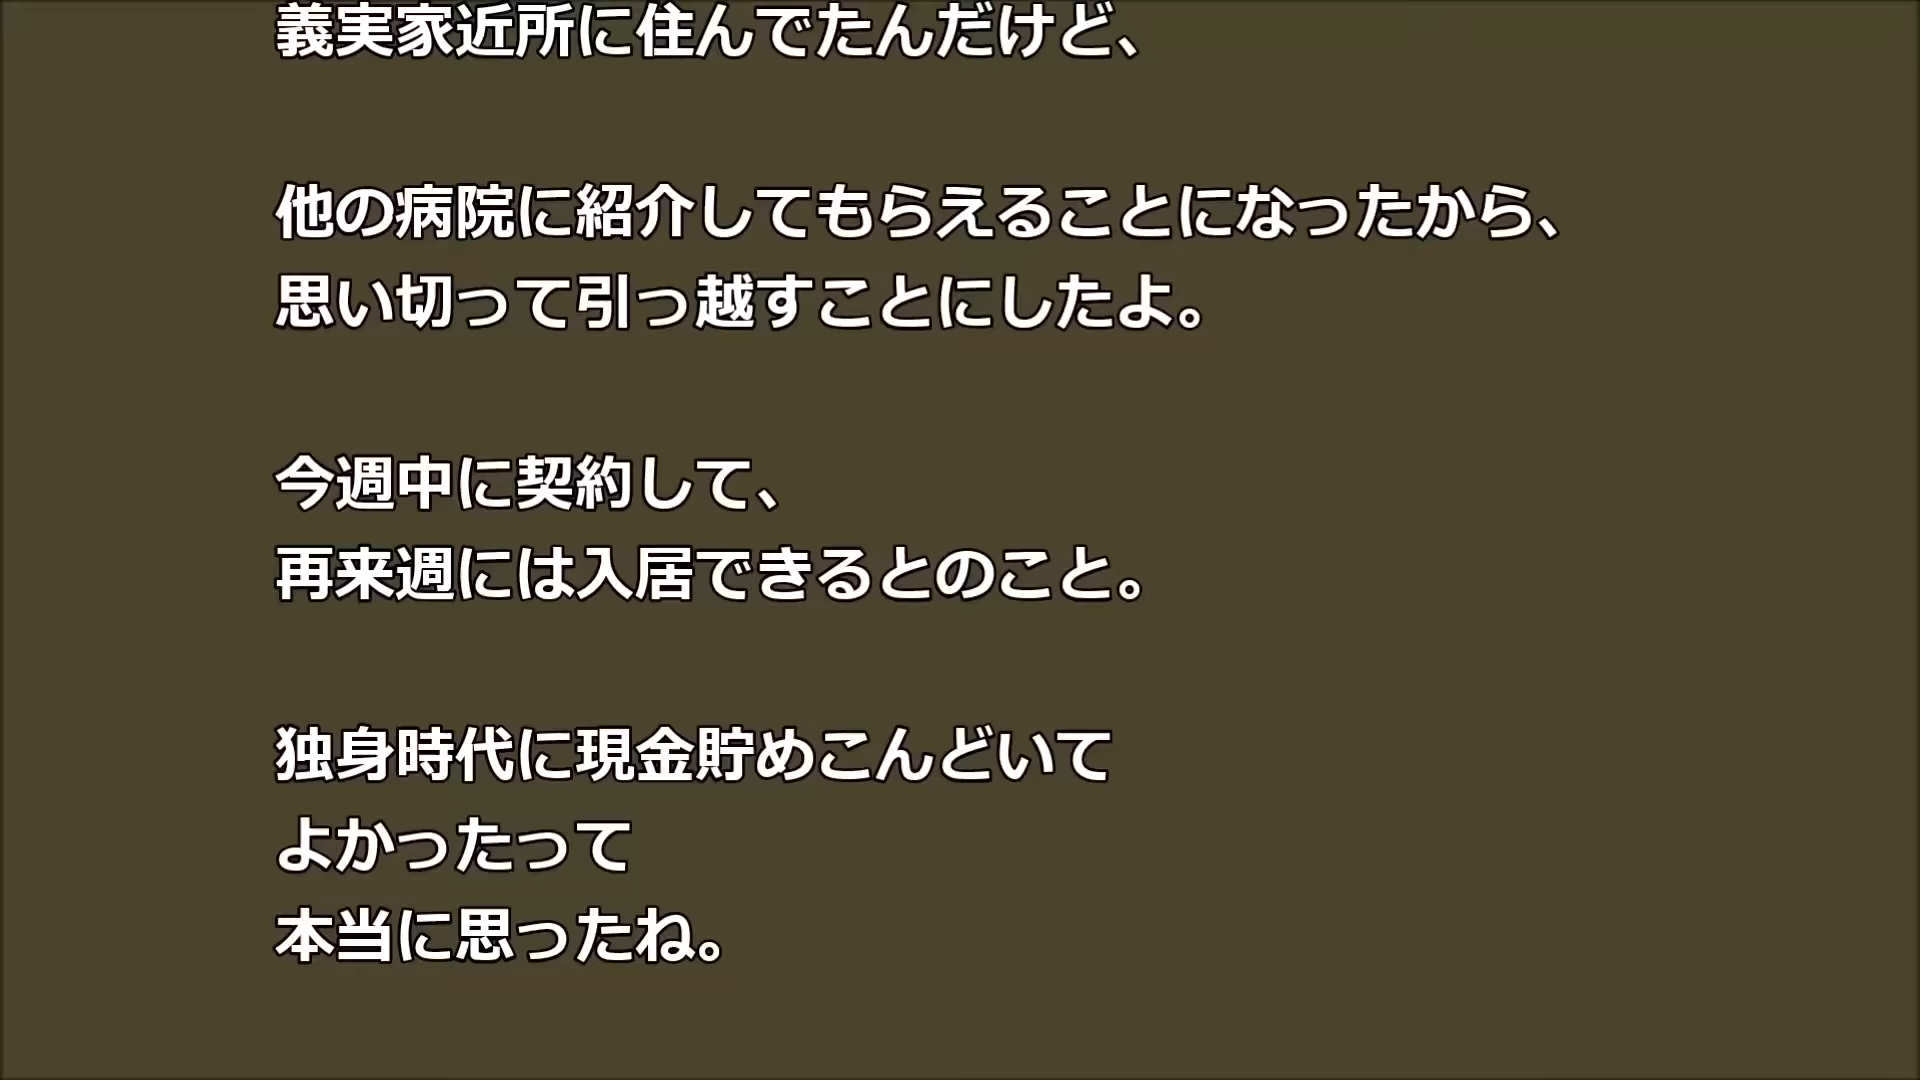 義実家近所に住んでたんだけど、
他の病院に紹介してもらえることになったから、
思い切って引っ越すことにしたよ。
今週中に契約して、
再来週には入居できるとのこと。
独身時代に現金貯めこんどいて
よかったって
本当に思ったね。